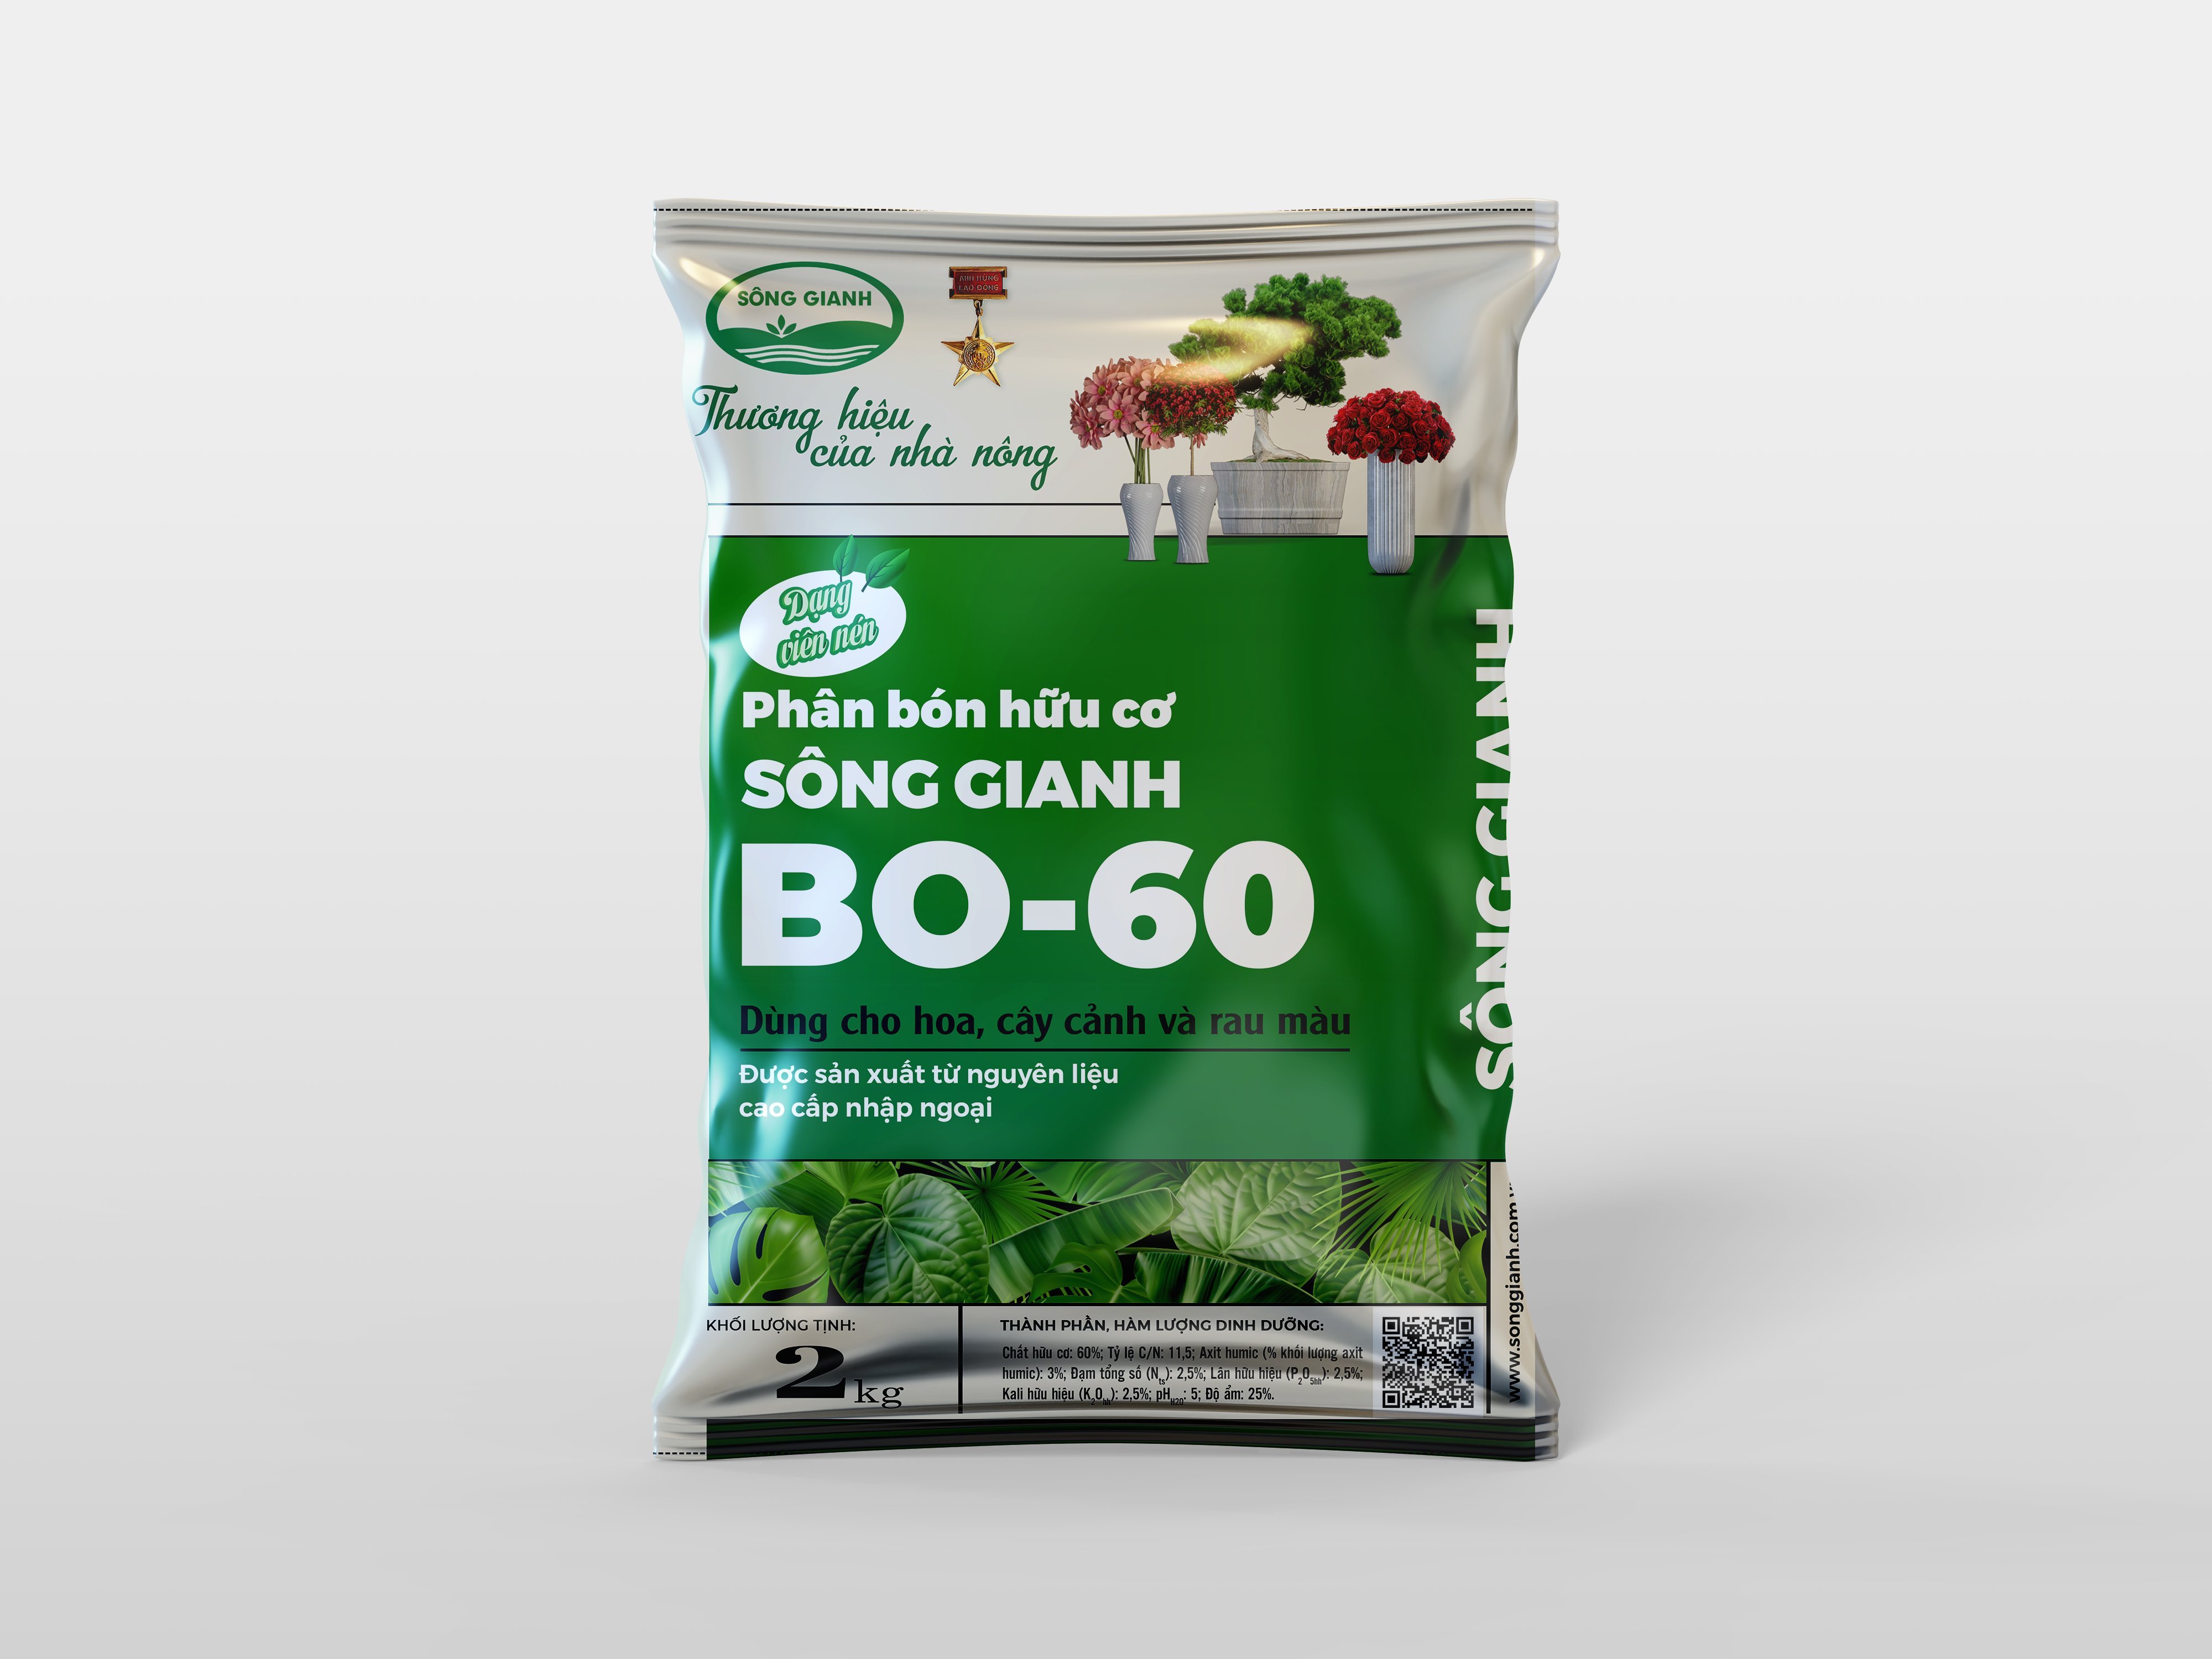 SÔNG GIANH
ANH HÙNG
LAO ĐỘNG
Thương hiệu
của nhà nông
Dạng
viên nén
Phân bón hữu cơ
SÔNG GIANH
BO-60
Dùng cho hoa, cây cảnh và rau màu
Được sản xuất từ nguyên liệu
cao cấp nhập ngoại
SÔNG GIANH
KHỐI LƯỢNG TỊNH:
2kg
THÀNH PHẦN, HÀM LƯỢNG DINH DƯỠNG:
Chất hữu cơ: 60%; Tỷ lệ C/N: 11,5; Axit humic (% khối lượng axit
humic): 3%; Đạm tổng số (Nts): 2,5%; Lân hữu hiệu (P2O5hh): 2,5%;
Kali hữu hiệu (K2Ohh): 2,5%; pHH2O: 5; Độ ẩm: 25%.
www.songgianh.com.v